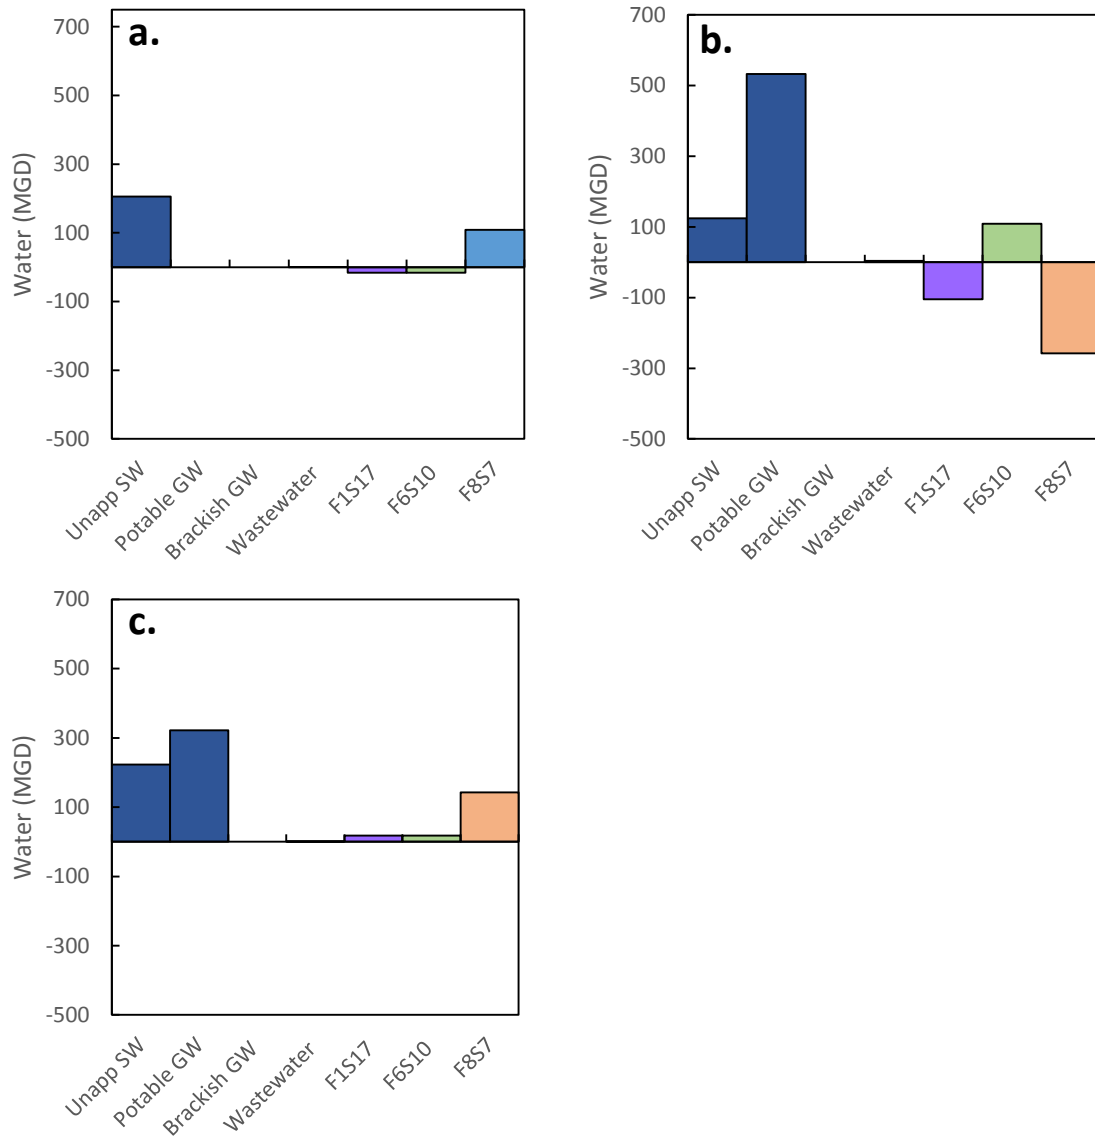 a.
Water (MGD)
700
500
300
100
-100
-300
-500
Unapp SW
Potable GW
Brackish GW
Wastewater
F1S17
F6S10
F8S7
b.
Water (MGD)
700
500
300
100
-100
-300
-500
Unapp SW
Potable GW
Brackish GW
Wastewater
F1S17
F6S10
F8S7
c.
Water (MGD)
700
500
300
100
-100
-300
-500
Unapp SW
Potable GW
Brackish GW
Wastewater
F1S17
F6S10
F8S7